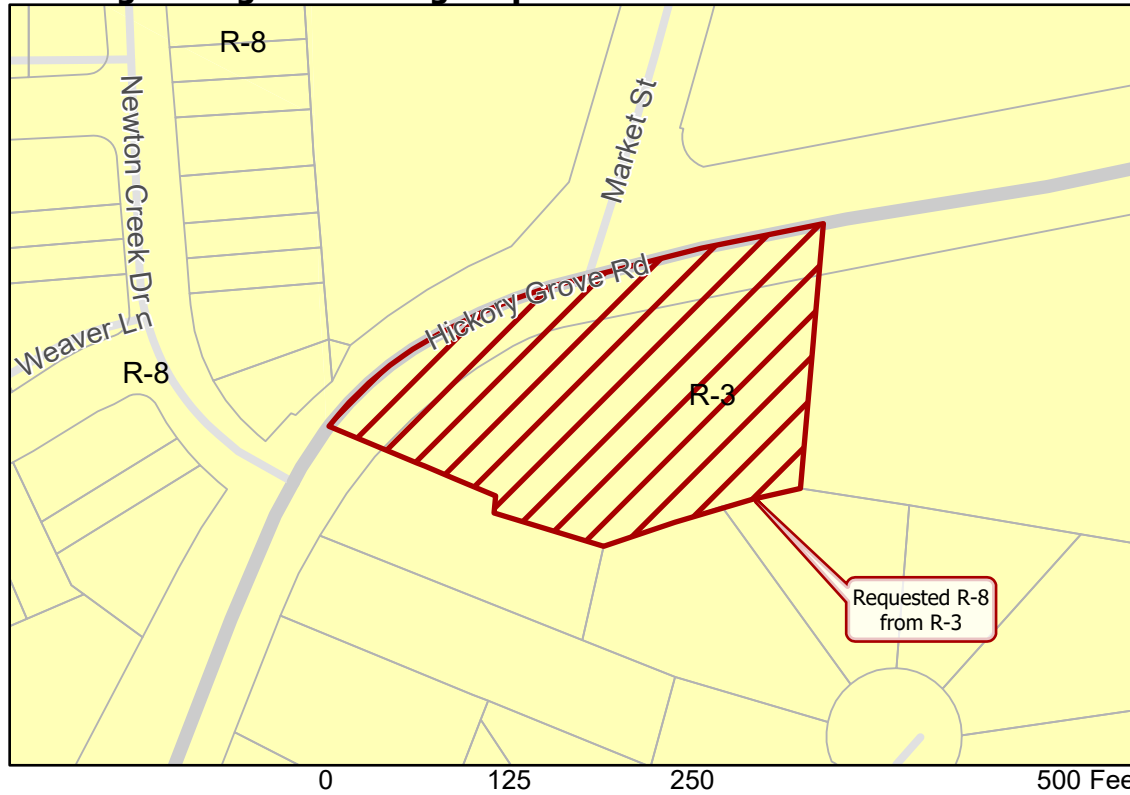 R-8
Newton Creek Dr
Market St
Hickory Grove Rd
Weaver Ln
R-8
R-3
Requested R-8
from R-3
0 125 250 500 Fee